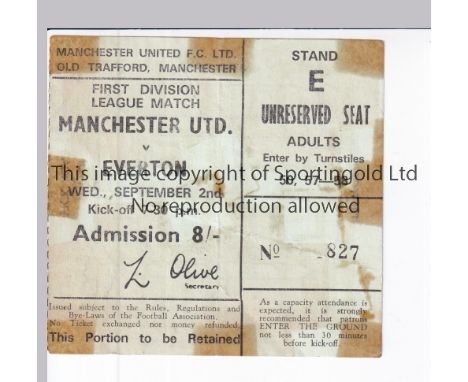 MANCHESTER UNITED F.C. LTD.
OLD TRAFFORD, MANCHESTER
FIRST DIVISION
LEAGUE MATCH
MANCHESTER UTD.
v
EVERTON
WED., SEPTEMBER 2nd
Kick-off 7-30 p.m.
Admission 8/-
L. Olive
Secretary
Issued subject to the Rules, Regulations and
Bye-Laws of the Football Association.
No Ticket exchanged nor money refunded.
This Portion to be Retained
STAND
E
UNRESERVED SEAT
ADULTS
Enter by Turnstiles
No 827
As a capacity attendance is
expected, it is strongly
recommended that patrons
ENTER THE GROUND
not less than 30 minutes
before kick-off.
This image copyright of Sportingold Ltd
No reproduction allowed